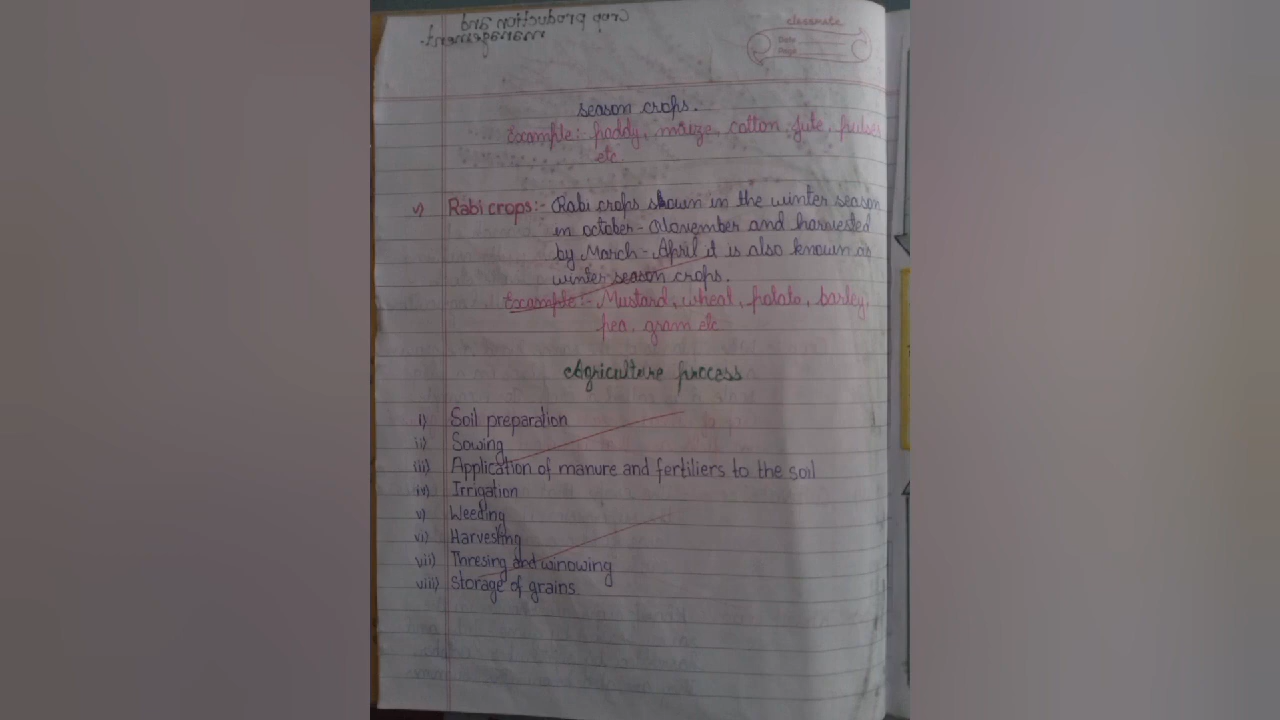 Crop production and
management.
classmate
Date
Page
season crops.
Example:- paddy, maize, cotton, jute, pulses
etc
v) Rabi crops:- Rabi crops shown in the winter season
in october - November and harvested
by March - April it is also known as
winter season crops.
Example:- Mustard, wheat, potato, barley,
pea, gram etc
Agriculture process
i) Soil preparation
ii) Sowing
iii) Application of manure and fertiliers to the soil
iv) Irrigation
v) Weeding
vi) Harvesting
vii) Thresing and winowing
viii) Storage of grains.